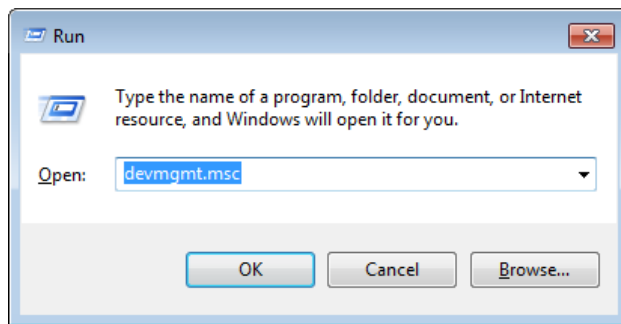 Run
Type the name of a program, folder, document, or Internet
resource, and Windows will open it for you.
Open: devmgmt.msc
OK Cancel Browse...